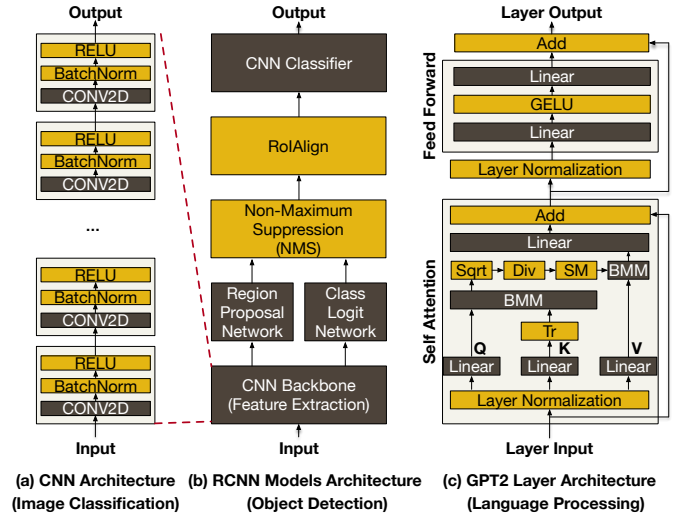 Output
RELU
BatchNorm
CONV2D
RELU
BatchNorm
CONV2D
...
RELU
BatchNorm
CONV2D
RELU
BatchNorm
CONV2D
Input
(a) CNN Architecture
(Image Classification)
Output
CNN Classifier
RoIAlign
Non-Maximum
Suppression
(NMS)
Region
Proposal
Network
Class
Logit
Network
CNN Backbone
(Feature Extraction)
Input
(b) RCNN Models Architecture
(Object Detection)
Layer Output
Add
Feed Forward
Linear
GELU
Linear
Layer Normalization
Self Attention
Add
Linear
Sqrt
Div
SM
BMM
BMM
Tr
Q
K
V
Linear
Linear
Linear
Layer Normalization
Layer Input
(c) GPT2 Layer Architecture
(Language Processing)